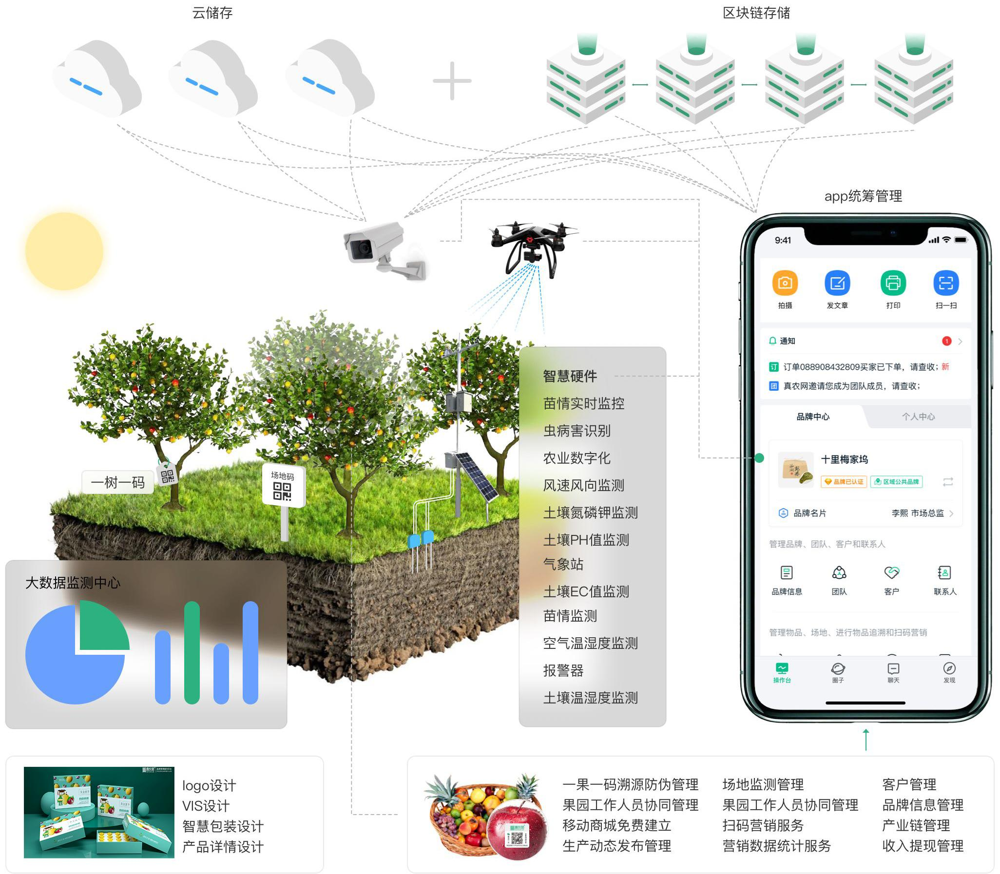 云储存
区块链存储
app统筹管理
9:41
拍摄
发文章
打印
扫一扫
通知
1
订 订单088908432809买家已下单，请查收；新
团 真农网邀请您成为团队成员，请查收；
品牌中心
个人中心
十里梅家坞
品牌已认证
区域公共品牌
品牌名片
李熙 市场总监
管理品牌、团队、客户和联系人
品牌信息
团队
客户
联系人
管理物品、场地、进行物品追溯和扫码营销
操作台
圈子
聊天
发现
一树一码
场地码
智慧硬件
苗情实时监控
虫病害识别
农业数字化
风速风向监测
土壤氮磷钾监测
土壤PH值监测
气象站
土壤EC值监测
苗情监测
空气温湿度监测
报警器
土壤温湿度监测
大数据监测中心
logo设计
VIS设计
智慧包装设计
产品详情设计
一果一码溯源防伪管理
果园工作人员协同管理
移动商城免费建立
生产动态发布管理
场地监测管理
果园工作人员协同管理
扫码营销服务
营销数据统计服务
客户管理
品牌信息管理
产业链管理
收入提现管理